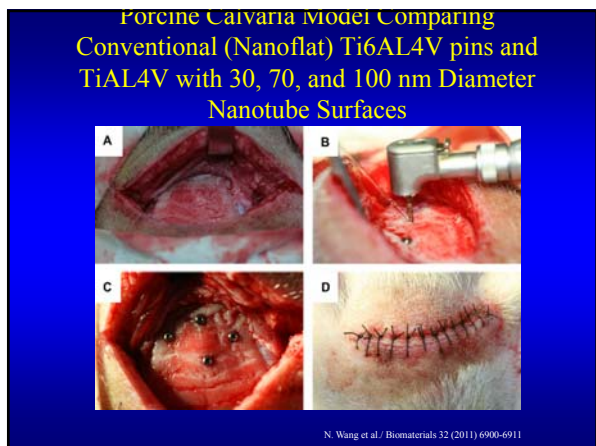 Porcine Calvaria Model Comparing
Conventional (Nanoflat) Ti6AL4V pins and
TiAL4V with 30, 70, and 100 nm Diameter
Nanotube Surfaces
A
B
C
D
N. Wang et al./ Biomaterials 32 (2011) 6900-6911